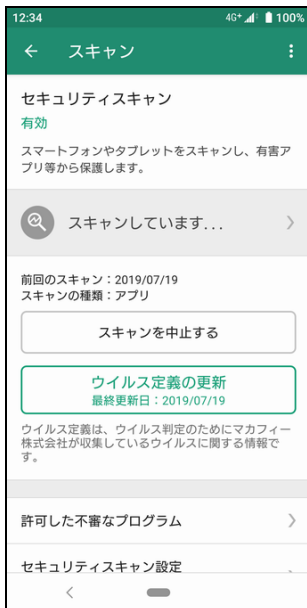 12:34 4G+ 100%
スキャン
セキュリティスキャン
有効
スマートフォンやタブレットをスキャンし、有害ア
プリ等から保護します。
スキャンしています...
前回のスキャン：2019/07/19
スキャンの種類：アプリ
スキャンを中止する
ウイルス定義の更新
最終更新日：2019/07/19
ウイルス定義は、ウイルス判定のためにマカフィー
株式会社が収集しているウイルスに関する情報で
す。
許可した不審なプログラム
セキュリティスキャン設定